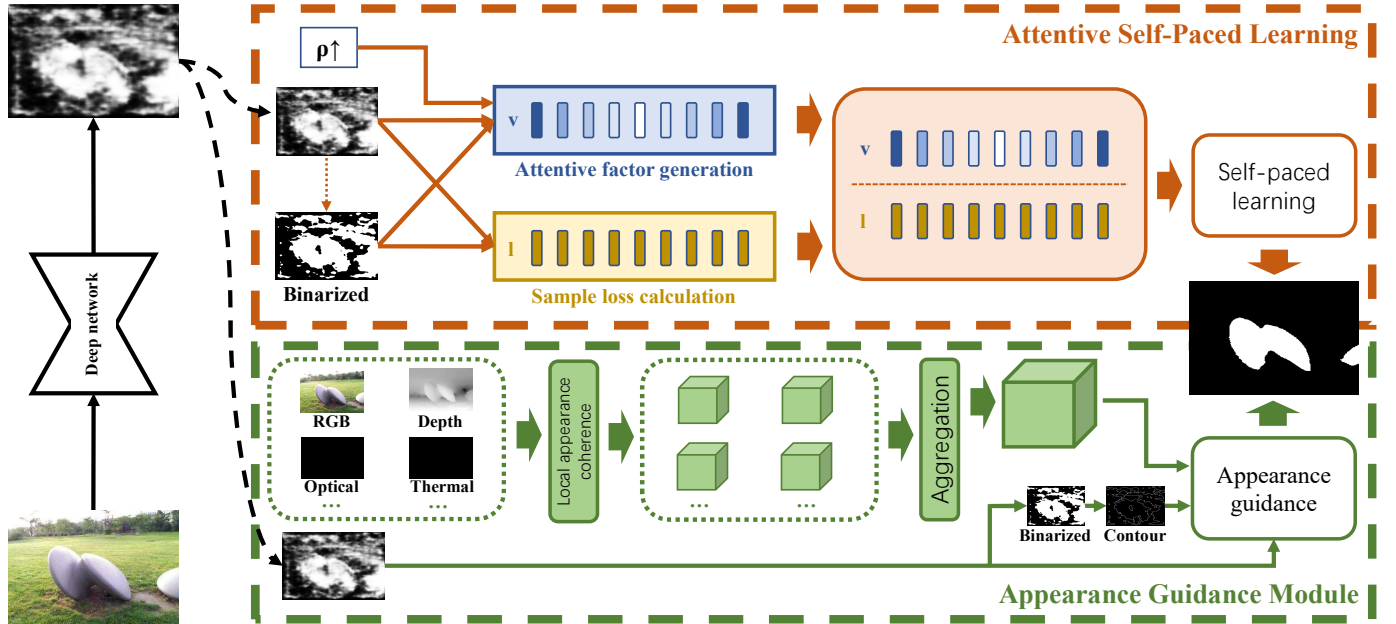 Attentive Self-Paced Learning
ρ↑
v
Attentive factor generation
Binarized
l
Sample loss calculation
v
l
Self-paced
learning
Deep network
RGB
Depth
Optical
Thermal
...
...
Local appearance
coherence
...
...
Aggregation
Binarized
Contour
Appearance
guidance
Appearance Guidance Module